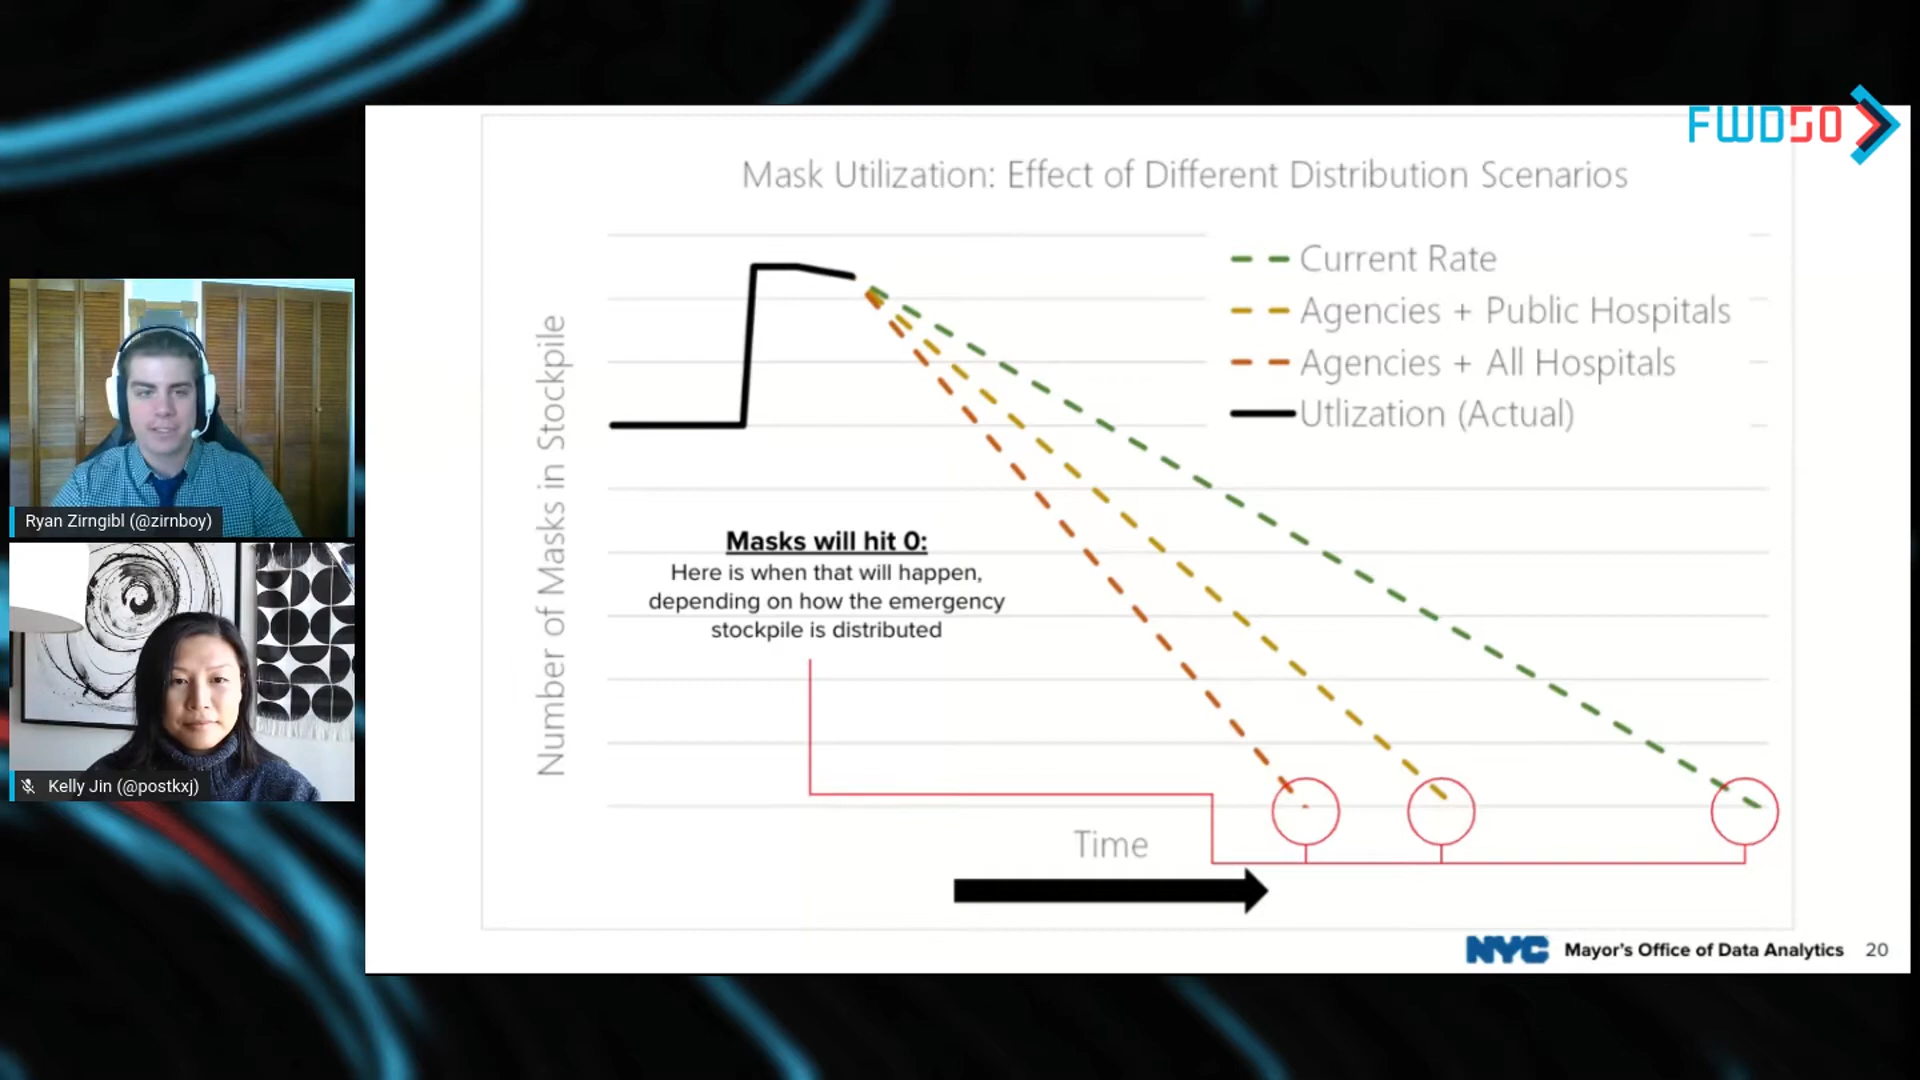 FWD50
Mask Utilization: Effect of Different Distribution Scenarios
Current Rate
Agencies + Public Hospitals
Agencies + All Hospitals
Utlization (Actual)
Number of Masks in Stockpile
Masks will hit 0:
Here is when that will happen,
depending on how the emergency
stockpile is distributed
Time
NYC Mayor's Office of Data Analytics 20
Ryan Zirngibl (@zirnboy)
Kelly Jin (@postkxj)